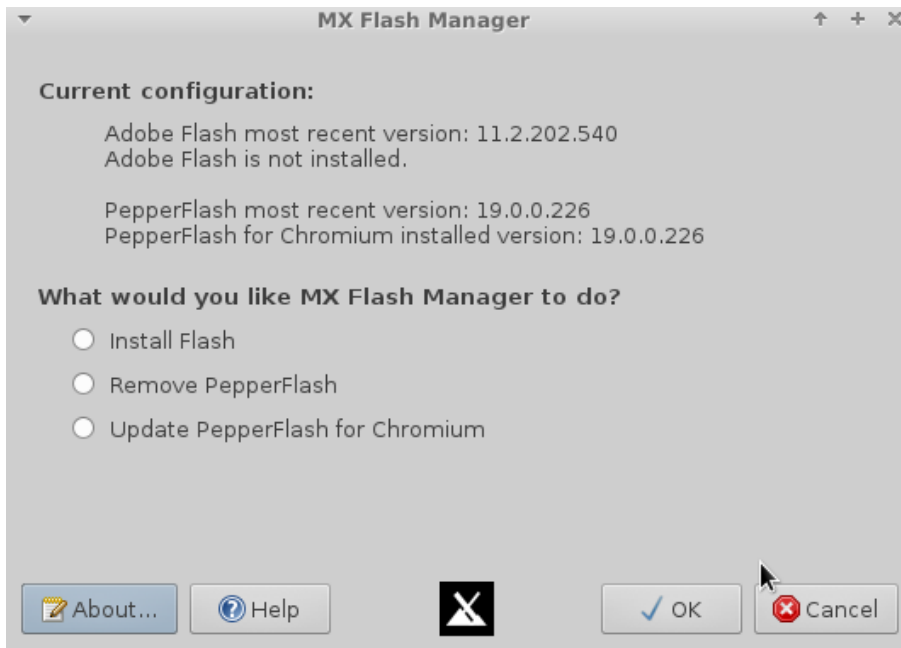 MX Flash Manager
Current configuration:
Adobe Flash most recent version: 11.2.202.540
Adobe Flash is not installed.
PepperFlash most recent version: 19.0.0.226
PepperFlash for Chromium installed version: 19.0.0.226
What would you like MX Flash Manager to do?
Install Flash
Remove PepperFlash
Update PepperFlash for Chromium
About...
Help
OK
Cancel